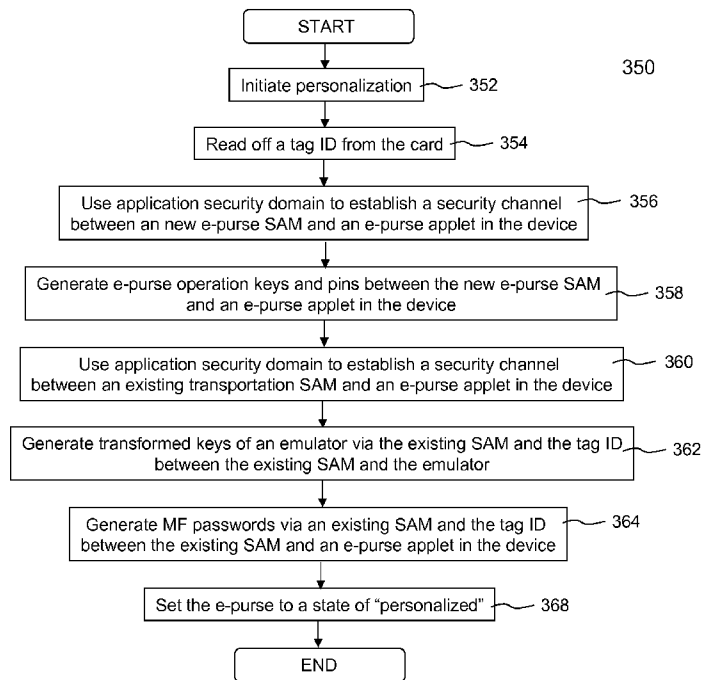 START
350
Initiate personalization
352
Read off a tag ID from the card
354
Use application security domain to establish a security channel
between an new e-purse SAM and an e-purse applet in the device
356
Generate e-purse operation keys and pins between the new e-purse SAM
and an e-purse applet in the device
358
Use application security domain to establish a security channel
between an existing transportation SAM and an e-purse applet in the device
360
Generate transformed keys of an emulator via the existing SAM and the tag ID
between the existing SAM and the emulator
362
Generate MF passwords via an existing SAM and the tag ID
between the existing SAM and an e-purse applet in the device
364
Set the e-purse to a state of “personalized”
368
END